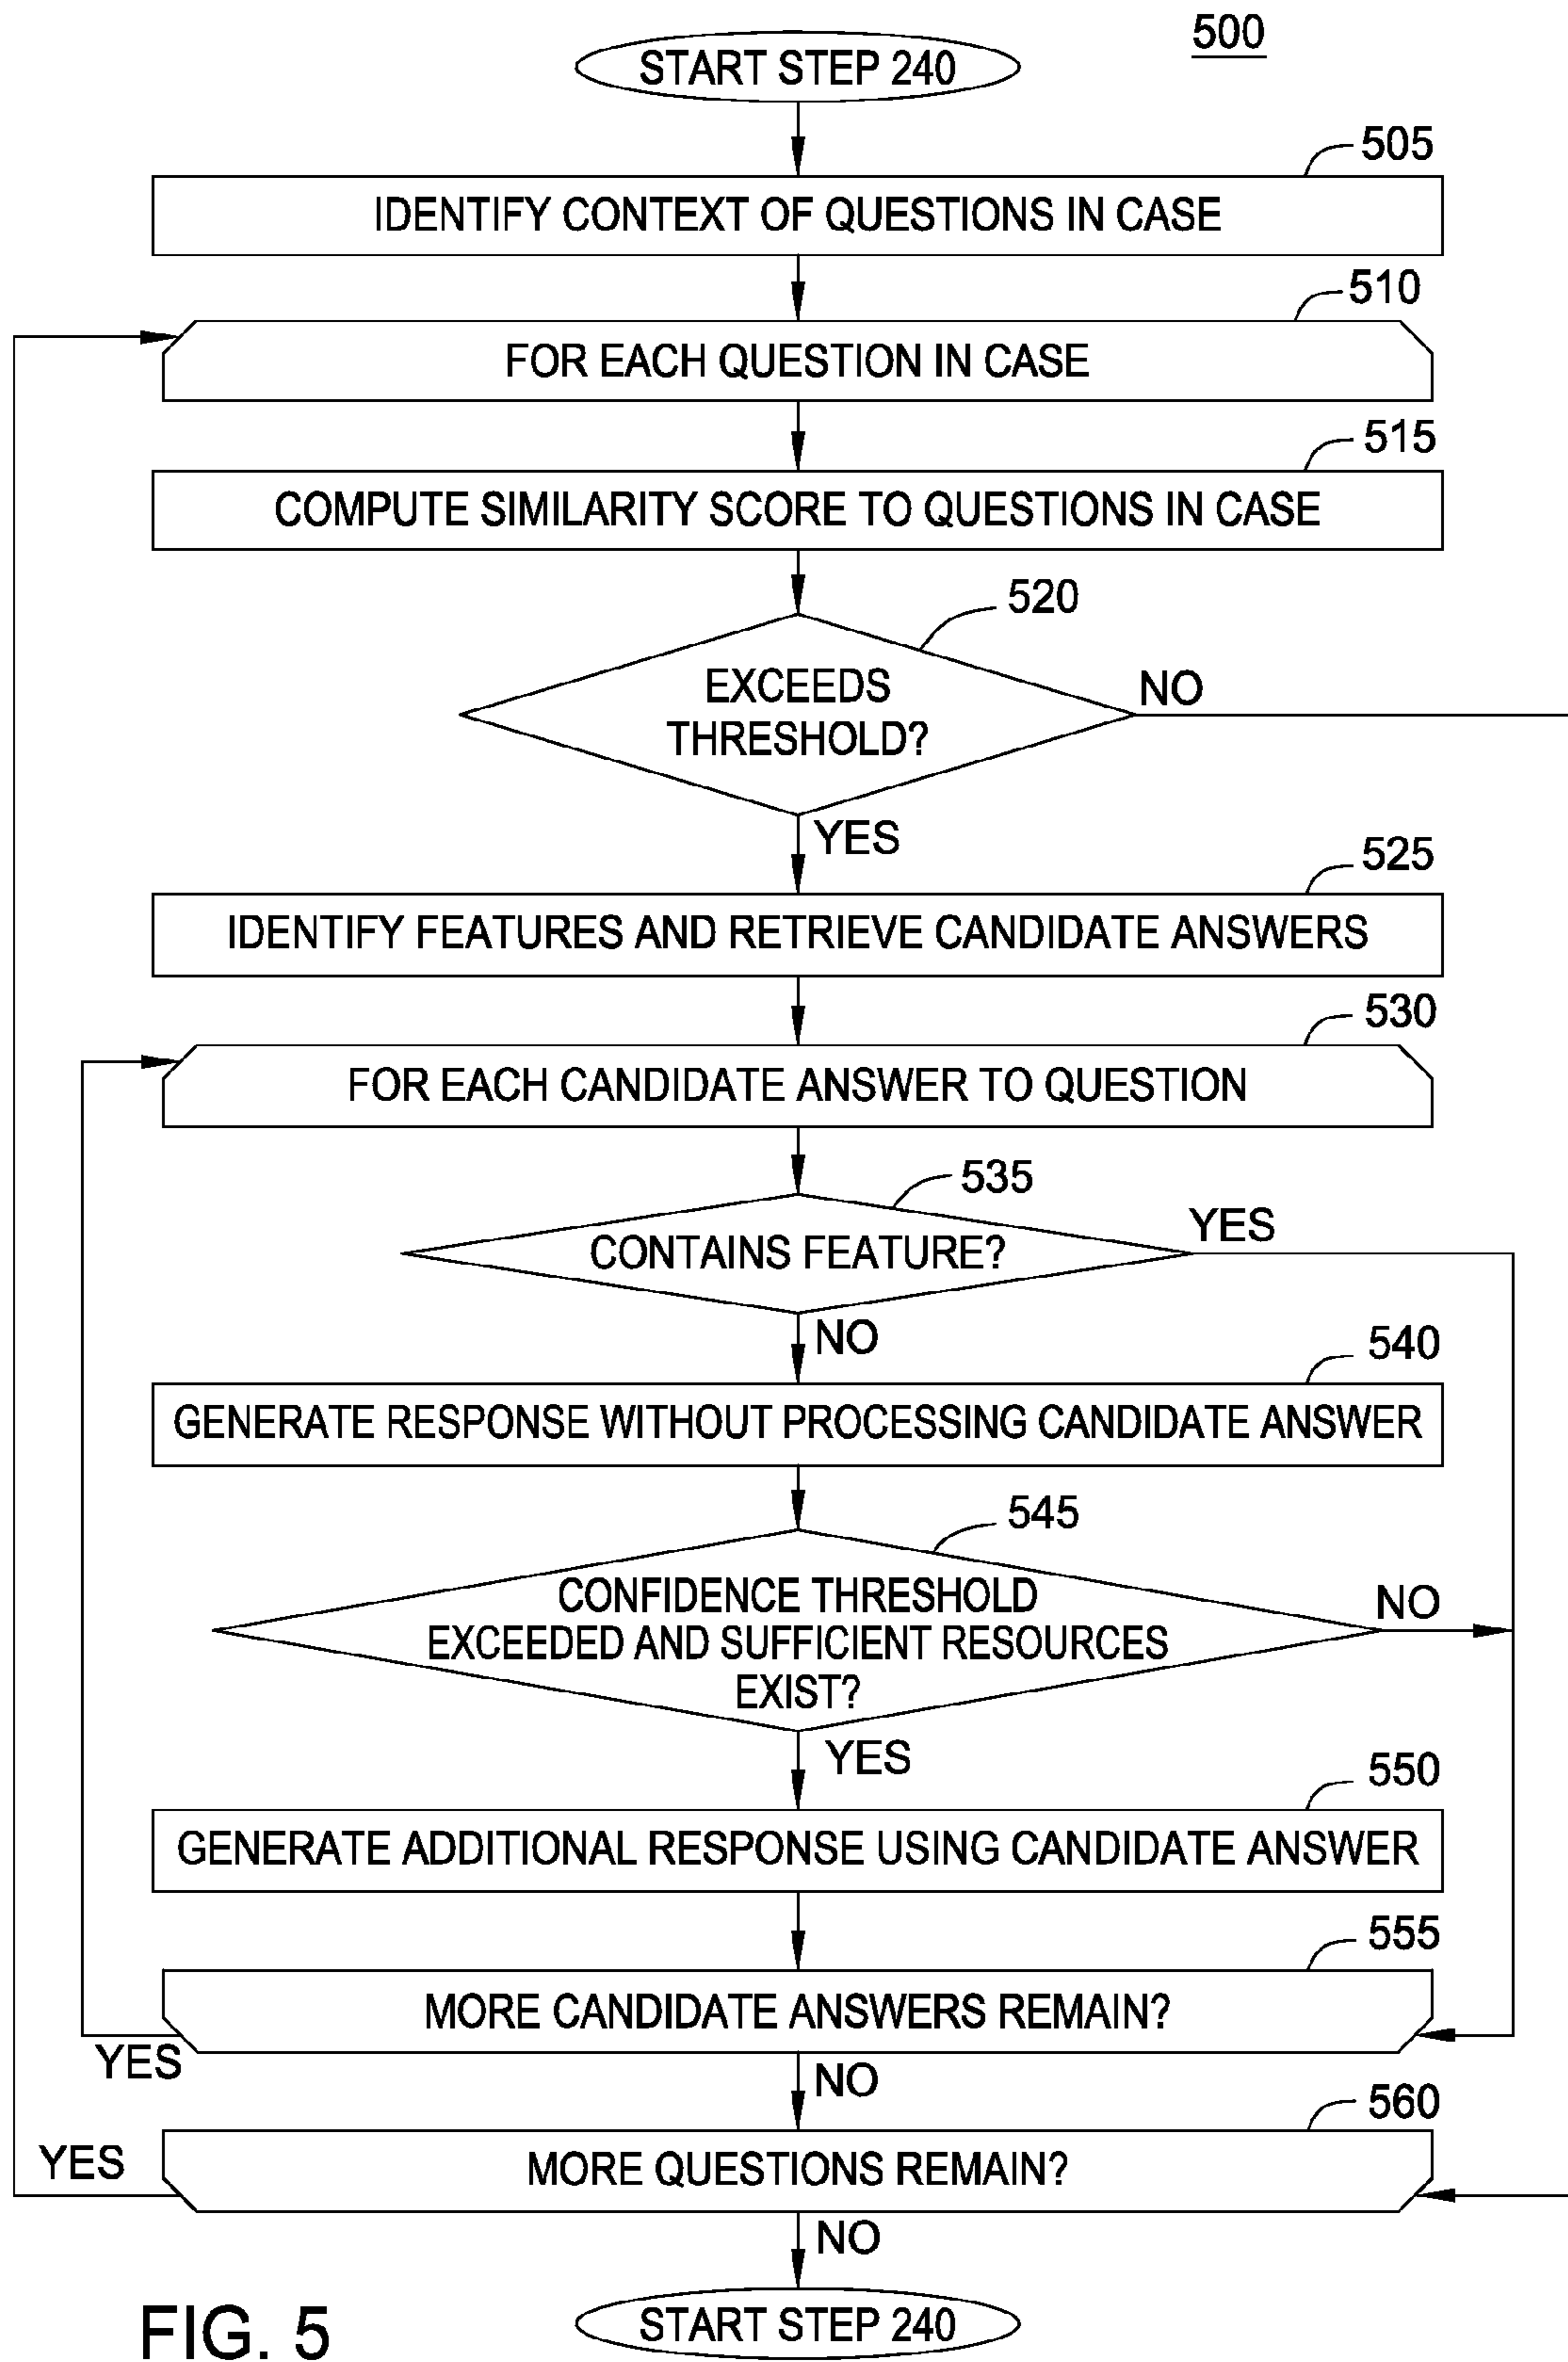 500
START STEP 240
505
IDENTIFY CONTEXT OF QUESTIONS IN CASE
510
FOR EACH QUESTION IN CASE
515
COMPUTE SIMILARITY SCORE TO QUESTIONS IN CASE
520
EXCEEDS
THRESHOLD?
NO
YES
525
IDENTIFY FEATURES AND RETRIEVE CANDIDATE ANSWERS
530
FOR EACH CANDIDATE ANSWER TO QUESTION
535
CONTAINS FEATURE?
YES
NO
540
GENERATE RESPONSE WITHOUT PROCESSING CANDIDATE ANSWER
545
CONFIDENCE THRESHOLD
EXCEEDED AND SUFFICIENT RESOURCES
EXIST?
NO
YES
550
GENERATE ADDITIONAL RESPONSE USING CANDIDATE ANSWER
555
MORE CANDIDATE ANSWERS REMAIN?
YES
NO
560
MORE QUESTIONS REMAIN?
YES
NO
START STEP 240
FIG. 5